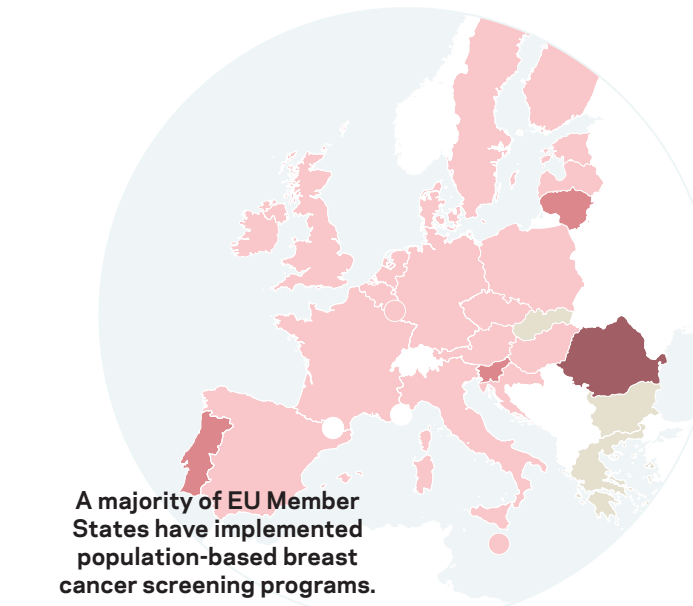 A majority of EU Member
States have implemented
population-based breast
cancer screening programs.